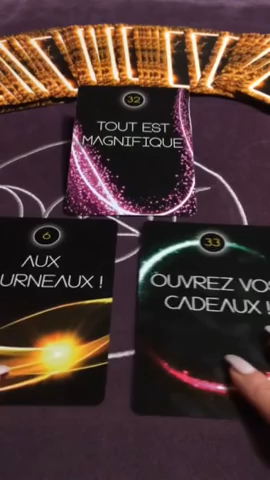 32
TOUT EST
MAGNIFIQUE
6
AUX
URNEAUX !
33
OUVREZ VOS
CADEAUX !